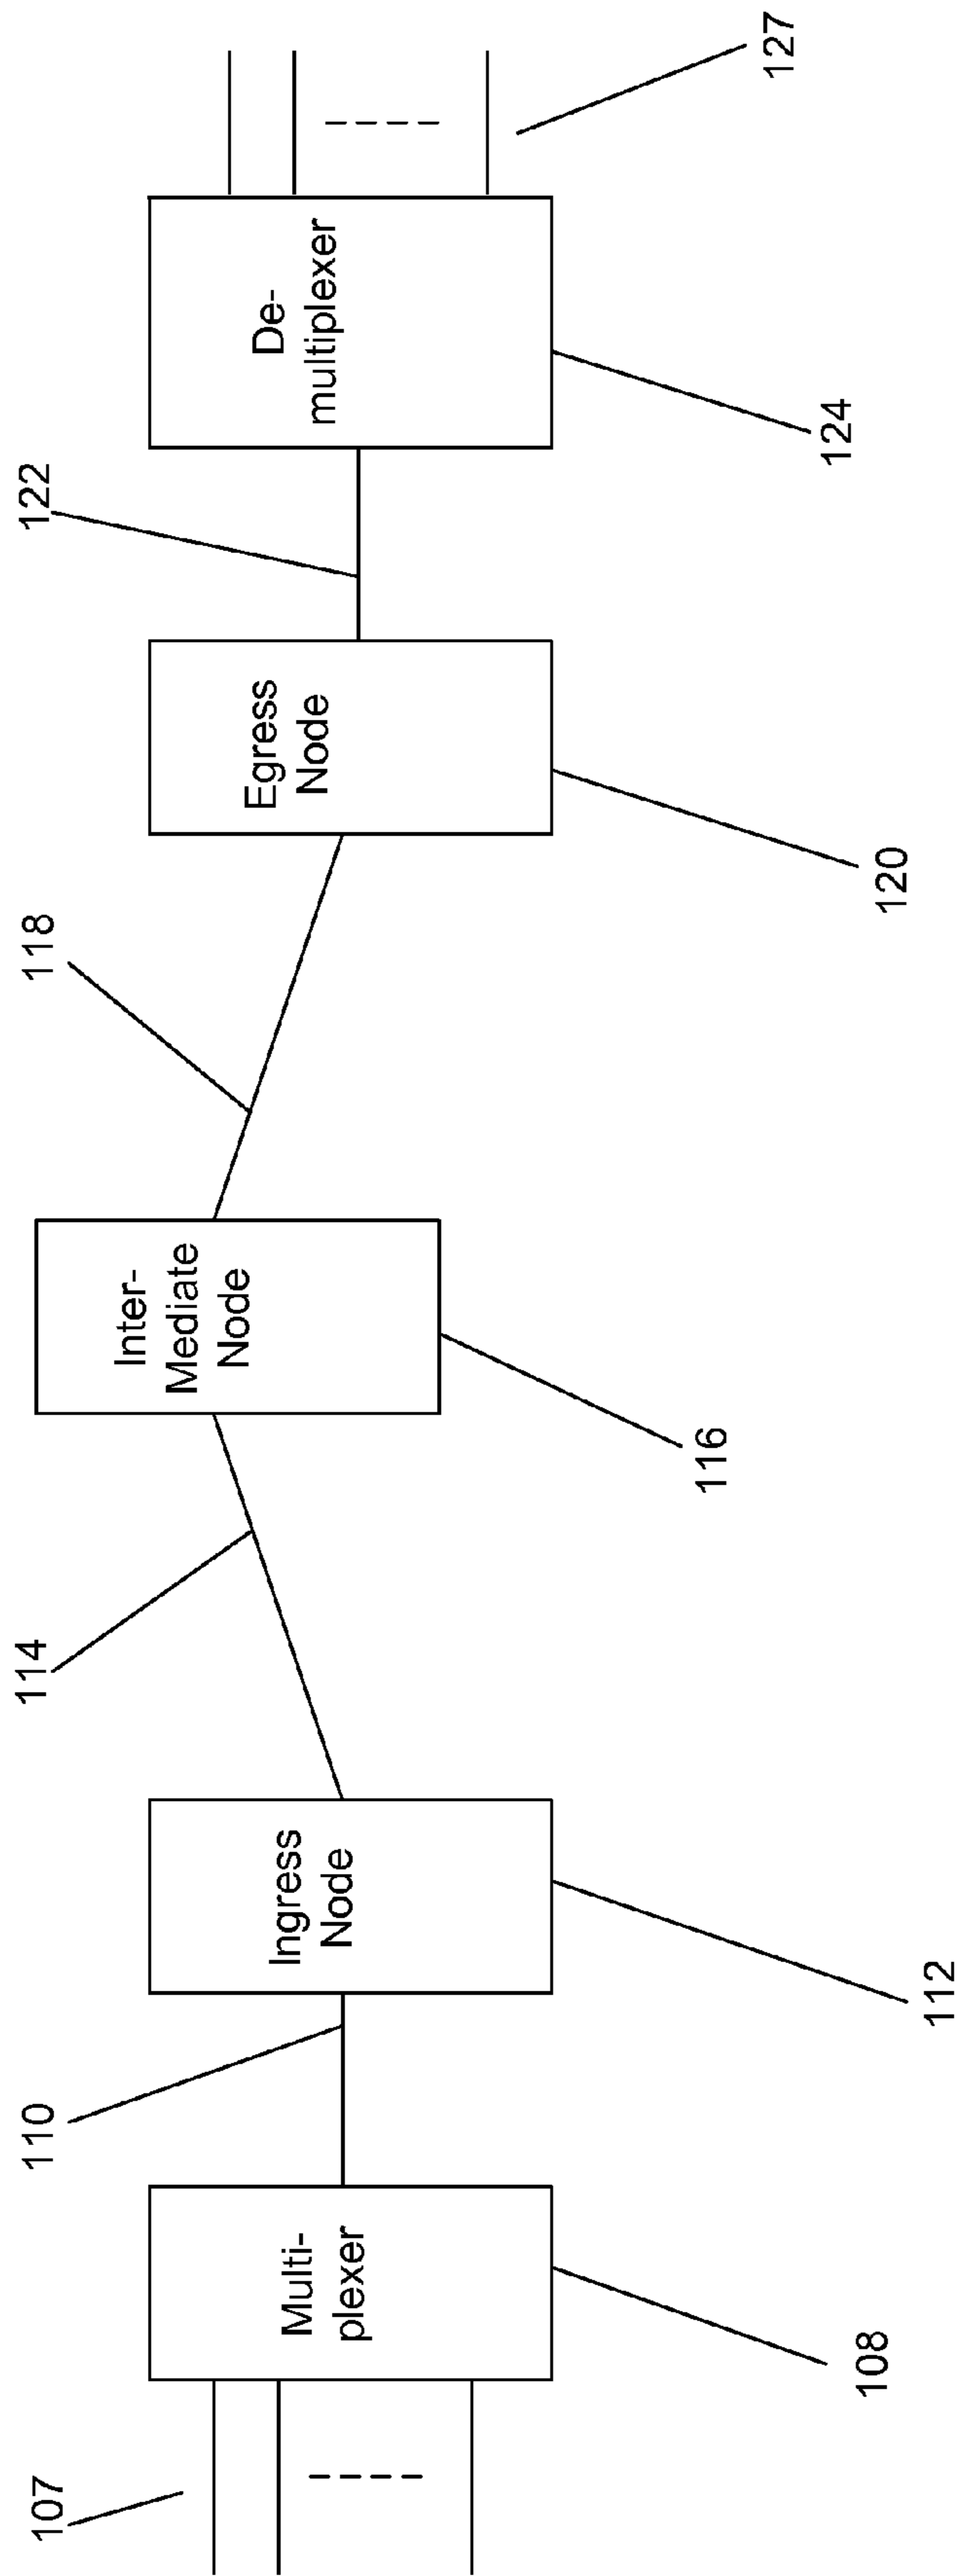 107
Multi-
plexer
108
110
Ingress
Node
112
114
Inter-
Mediate
Node
116
118
Egress
Node
120
122
De-
multiplexer
124
127